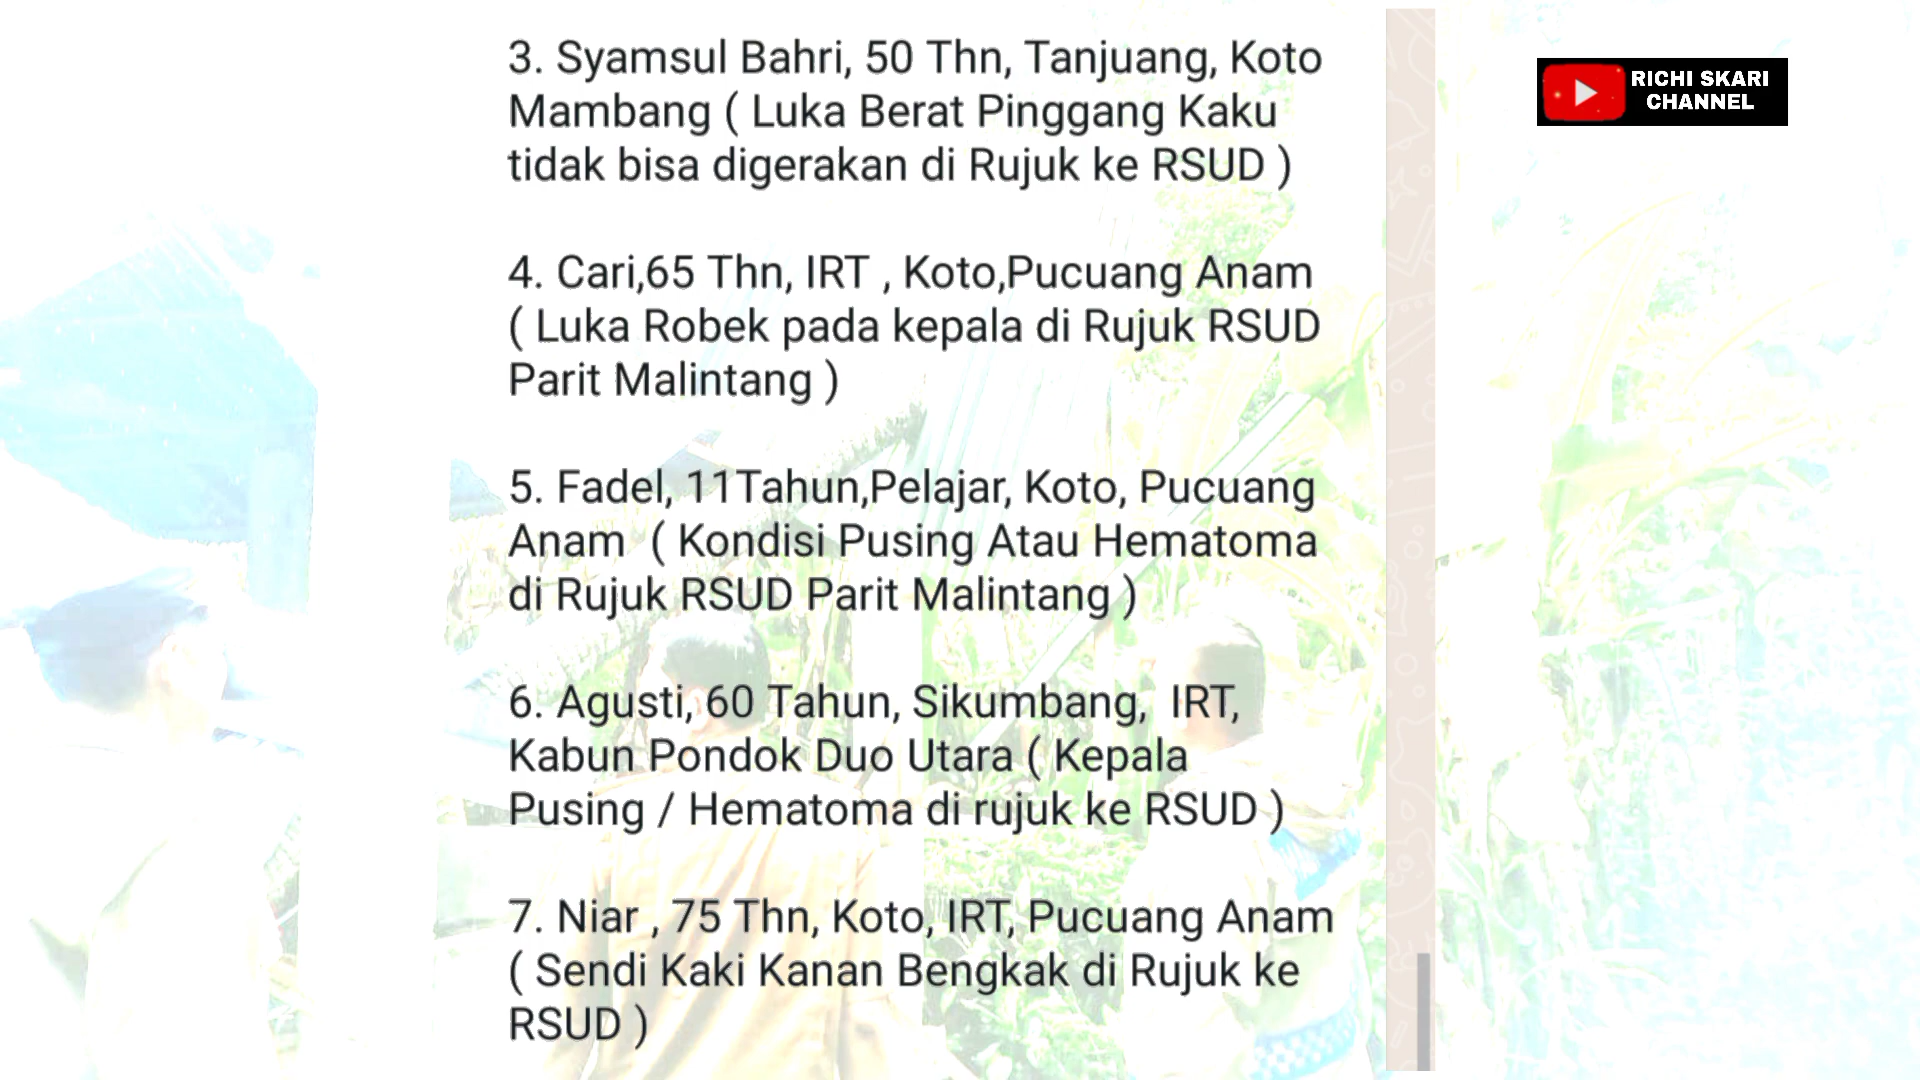 3. Syamsul Bahri, 50 Thn, Tanjuang, Koto
Mambang ( Luka Berat Pinggang Kaku
tidak bisa digerakan di Rujuk ke RSUD )
4. Cari,65 Thn, IRT , Koto,Pucuang Anam
( Luka Robek pada kepala di Rujuk RSUD
Parit Malintang )
5. Fadel, 11Tahun,Pelajar, Koto, Pucuang
Anam  ( Kondisi Pusing Atau Hematoma
di Rujuk RSUD Parit Malintang )
6. Agusti, 60 Tahun, Sikumbang,  IRT,
Kabun Pondok Duo Utara ( Kepala
Pusing / Hematoma di rujuk ke RSUD )
7. Niar , 75 Thn, Koto, IRT, Pucuang Anam
( Sendi Kaki Kanan Bengkak di Rujuk ke
RSUD )
RICHI SKARI
CHANNEL